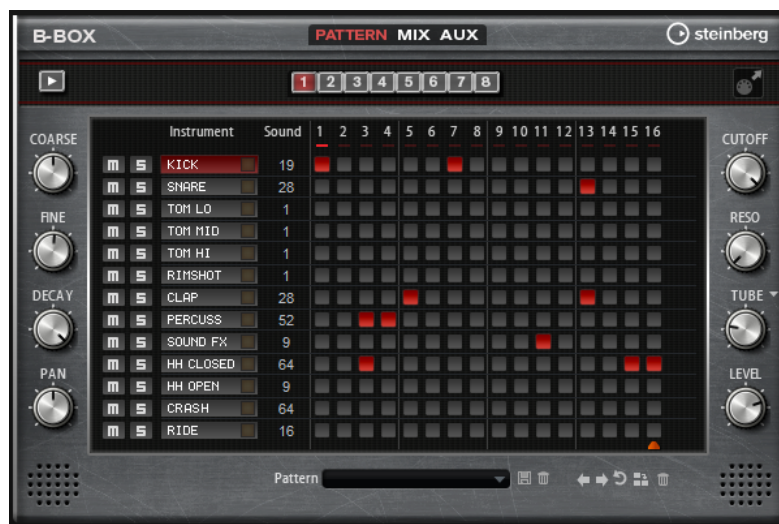 B-BOX PATTERN MIX AUX steinberg
1 2 3 4 5 6 7 8
Instrument Sound 1 2 3 4 5 6 7 8 9 10 11 12 13 14 15 16
COARSE CUTOFF
m S KICK 19
m S SNARE 28
m S TOM LO 1
FINE RESO
m S TOM MID 1
m S TOM HI 1
m S RIMSHOT 1
DECAY TUBE
m S CLAP 28
m S PERCUSS 52
m S SOUND FX 9
m S HH CLOSED 64
PAN LEVEL
m S HH OPEN 9
m S CRASH 64
m S RIDE 16
Pattern